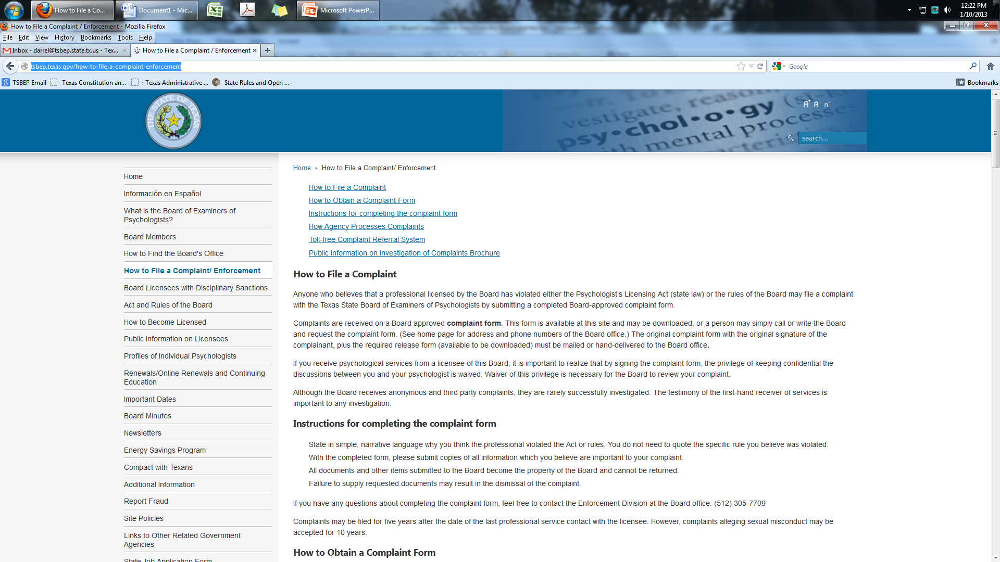 How to File a Co...
Document1 - Mic...
Microsoft PowerP...
12:22 PM
1/10/2013
How to File a Complaint / Enforcement - Mozilla Firefox
File Edit View History Bookmarks Tools Help
Inbox - darrel@tsbep.state.tx.us - Tex...
How to File a Complaint / Enforcement
tsbep.texas.gov/how-to-file-a-complaint-enforcement
Google
TSBEP Email
Texas Constitution an...
: Texas Administrative ...
State Rules and Open ...
Bookmarks
THE STATE OF TEXAS
vestigate, reason
psy•chol•o•gy
with mental processes
A+ A A-
search...
Home
Información en Español
What is the Board of Examiners of
Psychologists?
Board Members
How to Find the Board's Office
How to File a Complaint/ Enforcement
Board Licensees with Disciplinary Sanctions
Act and Rules of the Board
How to Become Licensed
Public Information on Licensees
Profiles of Individual Psychologists
Renewals/Online Renewals and Continuing
Education
Important Dates
Board Minutes
Newsletters
Energy Savings Program
Compact with Texans
Additional Information
Report Fraud
Site Policies
Links to Other Related Government
Agencies
State Job Application Form
Home How to File a Complaint/ Enforcement
How to File a Complaint
How to Obtain a Complaint Form
Instructions for completing the complaint form
How Agency Processes Complaints
Toll-free Complaint Referral System
Public Information on Investigation of Complaints Brochure
How to File a Complaint
Anyone who believes that a professional licensed by the Board has violated either the Psychologist's Licensing Act (state law) or the rules of the Board may file a complaint
with the Texas State Board of Examiners of Psychologists by submitting a completed Board-approved complaint form.
Complaints are received on a Board approved complaint form. This form is available at this site and may be downloaded, or a person may simply call or write the Board
and request the complaint form. (See home page for address and phone numbers of the Board office.) The original complaint form with the original signature of the
complainant, plus the required release form (available to be downloaded) must be mailed or hand-delivered to the Board office.
If you receive psychological services from a licensee of this Board, it is important to realize that by signing the complaint form, the privilege of keeping confidential the
discussions between you and your psychologist is waived. Waiver of this privilege is necessary for the Board to review your complaint.
Although the Board receives anonymous and third party complaints, they are rarely successfully investigated. The testimony of the first-hand receiver of services is
important to any investigation.
Instructions for completing the complaint form
State in simple, narrative language why you think the professional violated the Act or rules. You do not need to quote the specific rule you believe was violated.
With the completed form, please submit copies of all information which you believe are important to your complaint.
All documents and other items submitted to the Board become the property of the Board and cannot be returned.
Failure to supply requested documents may result in the dismissal of the complaint.
If you have any questions about completing the complaint form, feel free to contact the Enforcement Division at the Board office. (512) 305-7709
Complaints may be filed for five years after the date of the last professional service contact with the licensee. However, complaints alleging sexual misconduct may be
accepted for 10 years.
How to Obtain a Complaint Form